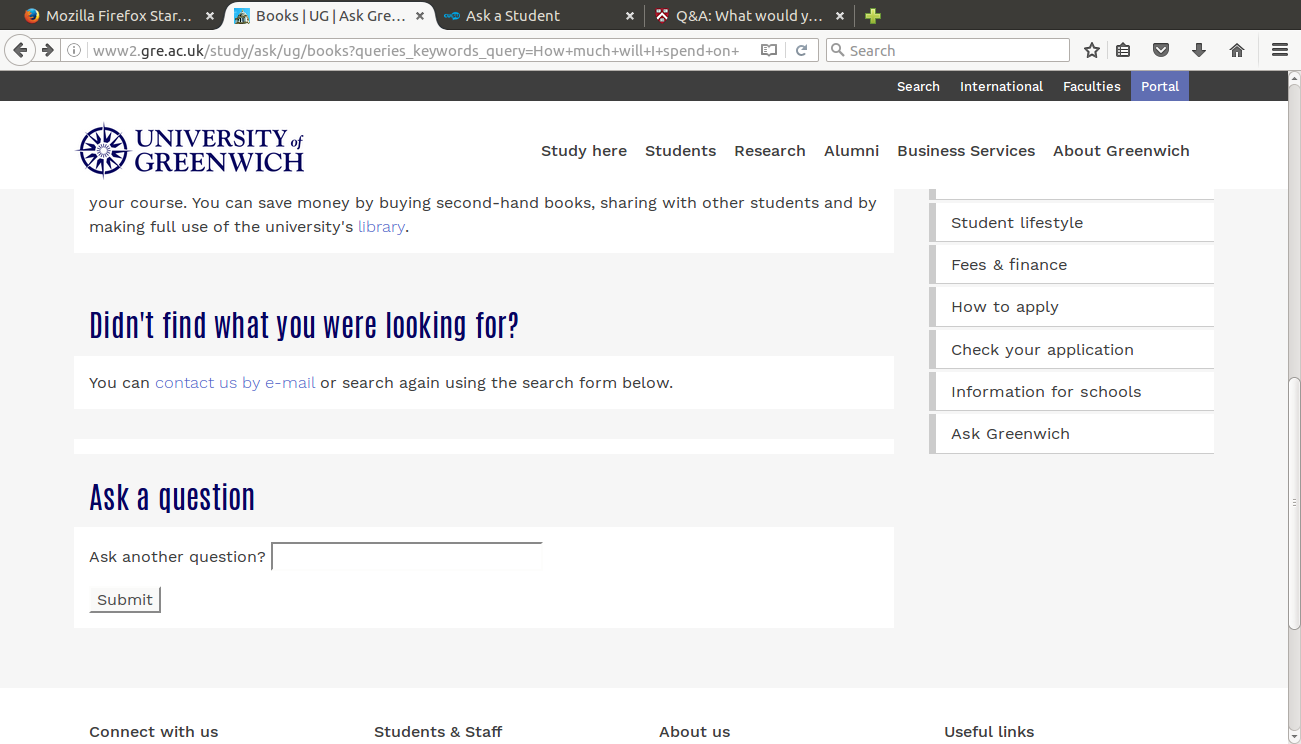 Mozilla Firefox Star...
Books | UG | Ask Gre...
Ask a Student
Q&A: What would y...
www2.gre.ac.uk/study/ask/ug/books?queries_keywords_query=How+much+will+I+spend+on+
Search
Search International Faculties Portal
UNIVERSITY of
GREENWICH
Study here Students Research Alumni Business Services About Greenwich
your course. You can save money by buying second-hand books, sharing with other students and by
making full use of the university's library.
Student lifestyle
Fees & finance
How to apply
Check your application
Information for schools
Ask Greenwich
Didn't find what you were looking for?
You can contact us by e-mail or search again using the search form below.
Ask a question
Ask another question?
Submit
Connect with us
Students & Staff
About us
Useful links